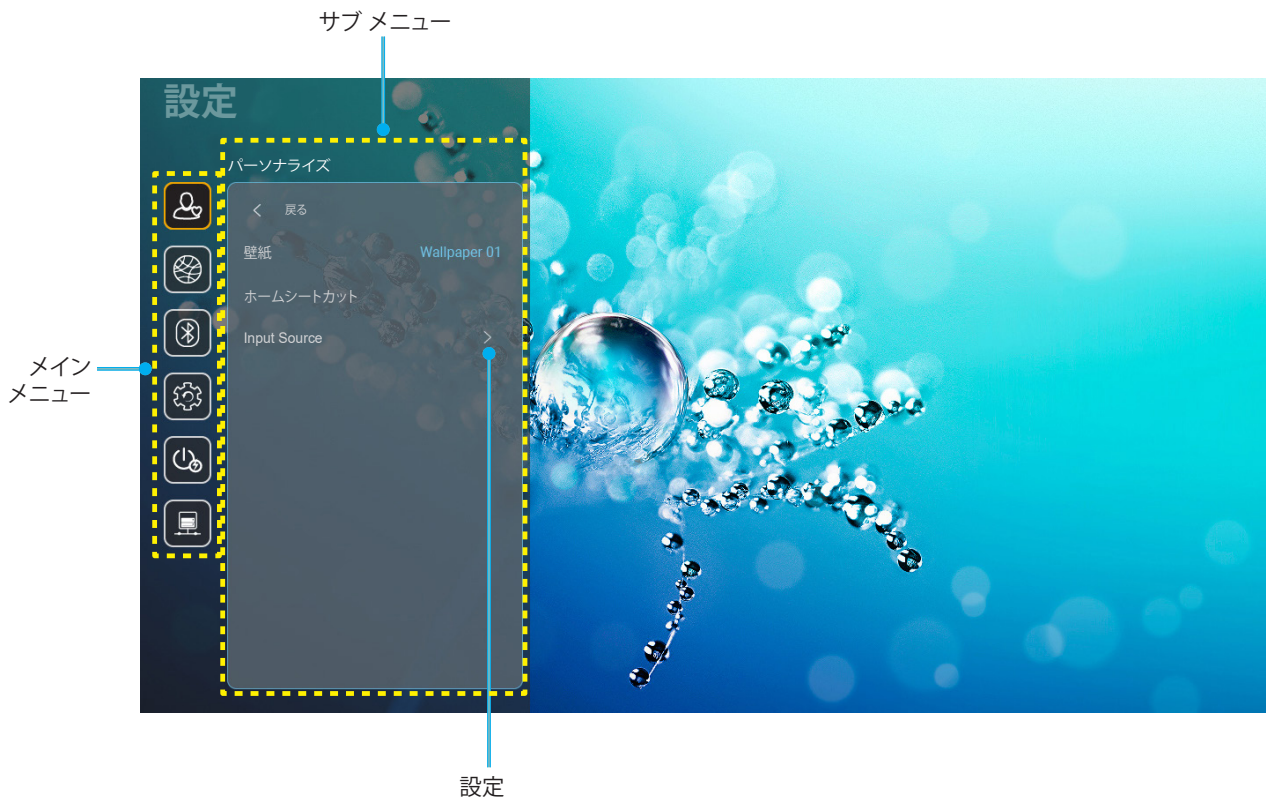 サブ メニュー
設定
パーソナライズ
戻る
壁紙 Wallpaper 01
ホームシートカット
Input Source
メイン
メニュー
設定